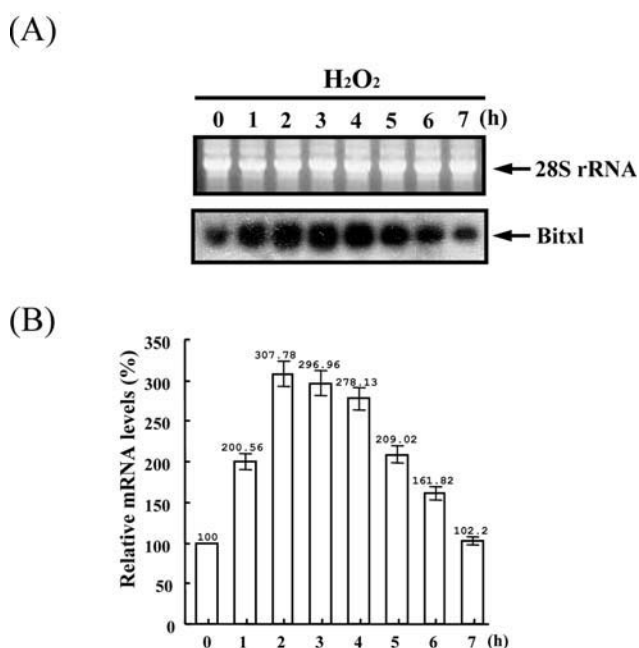 (A)
H₂O₂
0 1 2 3 4 5 6 7 (h)
28S rRNA
Bitxl
(B)
Relative mRNA levels (%)
350
300
250
200
150
100
50
0
100
200.56
307.78
296.96
278.13
209.02
161.82
102.2
0 1 2 3 4 5 6 7 (h)